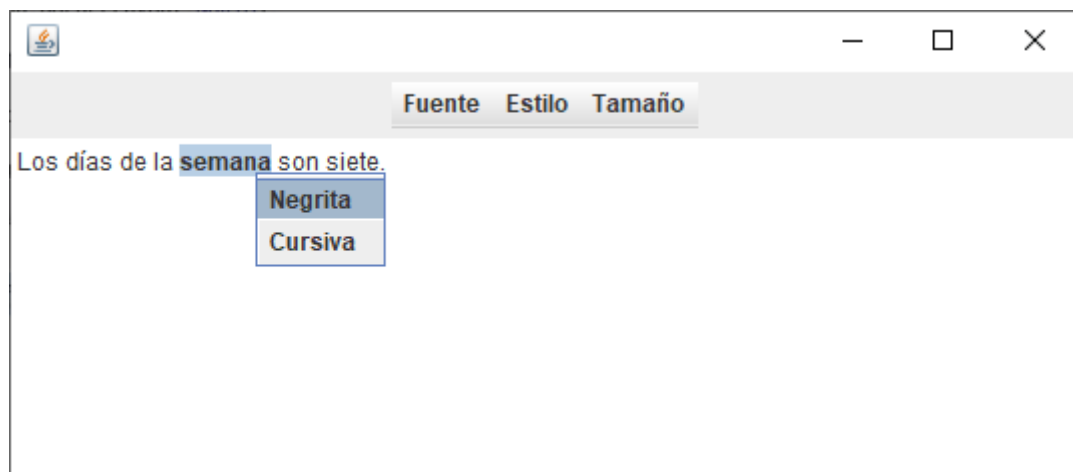 Fuente Estilo Tamaño
Los días de la semana son siete.
Negrita
Cursiva